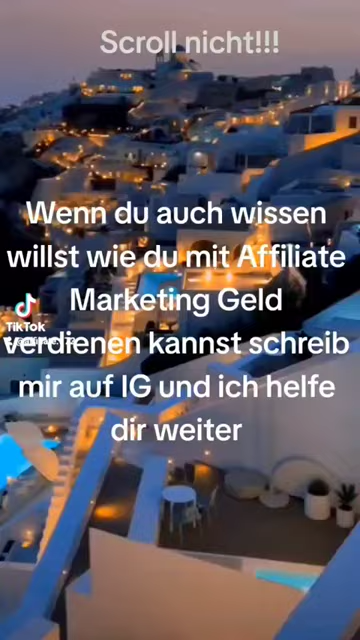 Scroll nicht!!!
Wenn du auch wissen
willst wie du mit Affiliate
Marketing Geld
verdienen kannst schreib
mir auf IG und ich helfe
dir weiter
TikTok